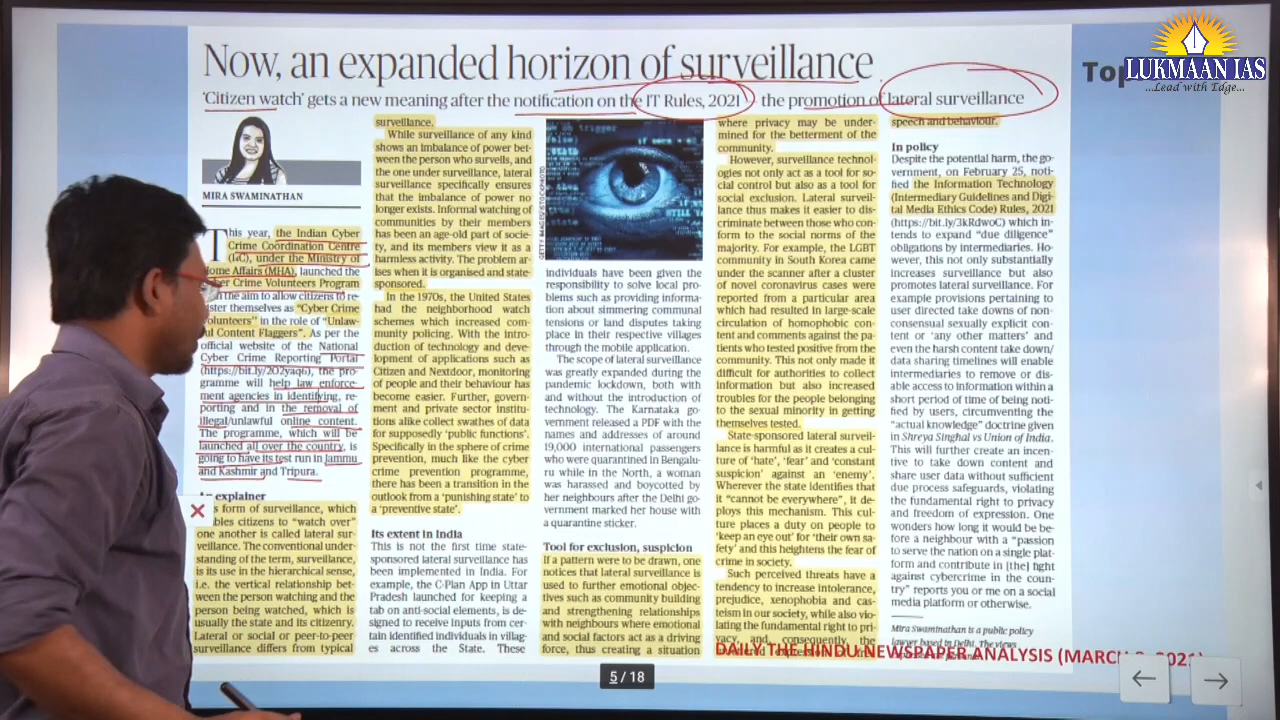 Now, an expanded horizon of surveillance
'Citizen watch' gets a new meaning after the notification on the IT Rules, 2021 the promotion of lateral surveillance
Top
LUKMAAN IAS
...Lead with Edge...
MIRA SWAMINATHAN
This year, the Indian Cyber
Crime Coordination Centre
(I4C), under the Ministry of
Home Affairs (MHA), launched the
Cyber Crime Volunteers Program
the aim to allow citizens to re-
ister themselves as "Cyber Crime
Volunteers" in the role of "Unlaw-
ful Content Flaggers". As per the
official website of the National
Cyber Crime Reporting Portal
(https://bit.ly/2O2yaq6), the pro-
gramme will help law enforce-
ment agencies in identifying, re-
porting and in the removal of
illegal/unlawful online content.
The programme, which will be
launched all over the country, is
going to have its test run in Jammu
and Kashmir and Tripura.
explainer
form of surveillance, which
bles citizens to "watch over"
one another is called lateral sur-
veillance. The conventional under-
standing of the term, surveillance,
is its use in the hierarchical sense,
i.e. the vertical relationship bet-
ween the person watching and the
person being watched, which is
usually the state and its citizenry.
Lateral or social or peer-to-peer
surveillance differs from typical
surveillance.
While surveillance of any kind
shows an imbalance of power bet-
ween the person who surveils, and
the one under surveillance, lateral
surveillance specifically ensures
that the imbalance of power no
longer exists. Informal watching of
communities by their members
has been an age-old part of socie-
ty, and its members view it as a
harmless activity. The problem ar-
ises when it is organised and state-
sponsored.
In the 1970s, the United States
had the neighborhood watch
schemes which increased com-
munity policing. With the intro-
duction of technology and deve-
lopment of applications such as
Citizen and Nextdoor, monitoring
of people and their behaviour has
become easier. Further, govern-
ment and private sector institu-
tions alike collect swathes of data
for supposedly 'public functions'.
Specifically in the sphere of crime
prevention, much like the cyber
crime prevention programme,
there has been a transition in the
outlook from a 'punishing state' to
a 'preventive state'.
Its extent in India
This is not the first time state-
sponsored lateral surveillance has
been implemented in India. For
example, the C-Plan App in Uttar
Pradesh launched for keeping a
tab on anti-social elements, is de-
signed to receive inputs from cer-
tain identified individuals in villag-
es across the State. These
GETTY IMAGES/ISTOCKPHOTO
individuals have been given the
responsibility to solve local pro-
blems such as providing informa-
tion about simmering communal
tensions or land disputes taking
place in their respective villages
through the mobile application.
The scope of lateral surveillance
was greatly expanded during the
pandemic lockdown, both with
and without the introduction of
technology. The Karnataka go-
vernment released a PDF with the
names and addresses of around
19,000 international passengers
who were quarantined in Bengalu-
ru while in the North, a woman
was harassed and boycotted by
her neighbours after the Delhi go-
vernment marked her house with
a quarantine sticker.
Tool for exclusion, suspicion
If a pattern were to be drawn, one
notices that lateral surveillance is
used to further emotional objec-
tives such as community building
and strengthening relationships
with neighbours where emotional
and social factors act as a driving
force, thus creating a situation
where privacy may be under-
mined for the betterment of the
community.
However, surveillance technol-
ogies not only act as a tool for so-
cial control but also as a tool for
social exclusion. Lateral surveil-
lance thus makes it easier to dis-
criminate between those who con-
form to the social norms of the
majority. For example, the LGBT
community in South Korea came
under the scanner after a cluster
of novel coronavirus cases were
reported from a particular area
which had resulted in large-scale
circulation of homophobic con-
tent and comments against the pa-
tients who tested positive from the
community. This not only made it
difficult for authorities to collect
information but also increased
troubles for the people belonging
to the sexual minority in getting
themselves tested.
State-sponsored lateral surveil-
lance is harmful as it creates a cul-
ture of 'hate', 'fear' and 'constant
suspicion' against an 'enemy'.
Wherever the state identifies that
it "cannot be everywhere", it de-
ploys this mechanism. This cul-
ture places a duty on people to
'keep an eye out' for 'their own sa-
fety' and this heightens the fear of
crime in society.
Such perceived threats have a
tendency to increase intolerance,
prejudice, xenophobia and cas-
teism in our society, while also vio-
lating the fundamental right to pri-
vacy, and consequently, the
speech and behaviour.
In policy
Despite the potential harm, the go-
vernment, on February 25, noti-
fied the Information Technology
(Intermediary Guidelines and Digi-
tal Media Ethics Code) Rules, 2021
(https://bit.ly/3kRdwoC) which in-
tends to expand "due diligence"
obligations by intermediaries. Ho-
wever, this not only substantially
increases surveillance but also
promotes lateral surveillance. For
example provisions pertaining to
user directed take downs of non-
consensual sexually explicit con-
tent or 'any other matters' and
even the harsh content take down/
data sharing timelines will enable
intermediaries to remove or dis-
able access to information within a
short period of time of being noti-
fied by users, circumventing the
"actual knowledge" doctrine given
in Shreya Singhal vs Union of India.
This will further create an incen-
tive to take down content and
share user data without sufficient
due process safeguards, violating
the fundamental right to privacy
and freedom of expression. One
wonders how long it would be be-
fore a neighbour with a "passion
to serve the nation on a single plat-
form and contribute in [the] fight
against cybercrime in the coun-
try" reports you or me on a social
media platform or otherwise.
Mira Swaminathan is a public policy
lawyer based in Delhi. The views
DAILY THE HINDU NEWSPAPER ANALYSIS (MARCH 2021)
5 / 18